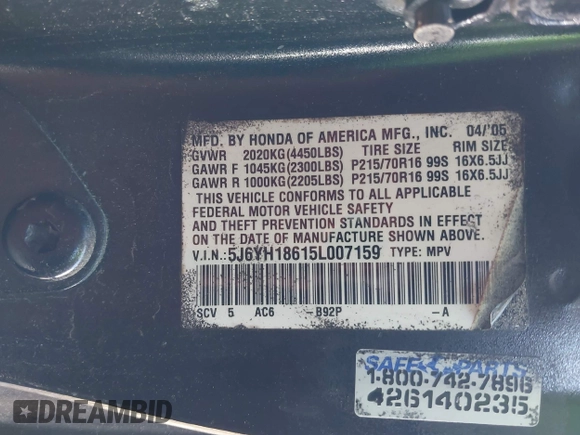 MFD. BY HONDA OF AMERICA MFG., INC. 04/'05
GVWR 2020KG(4450LBS) TIRE SIZE RIM SIZE
GAWR F 1045KG(2300LBS) P215/70R16 99S 16X6.5JJ
GAWR R 1000KG(2205LBS) P215/70R16 99S 16X6.5JJ
THIS VEHICLE CONFORMS TO ALL APPLICABLE
FEDERAL MOTOR VEHICLE SAFETY
AND THEFT PREVENTION STANDARDS IN EFFECT
ON THE DATE OF MANUFACTURE SHOWN ABOVE.
V.I.N.: 5J6YH18615L007159 TYPE: MPV
SCV 5 AC6 -B92P -A
SAFE PARTS
1-800-742-7896
426140235
DREAMBID